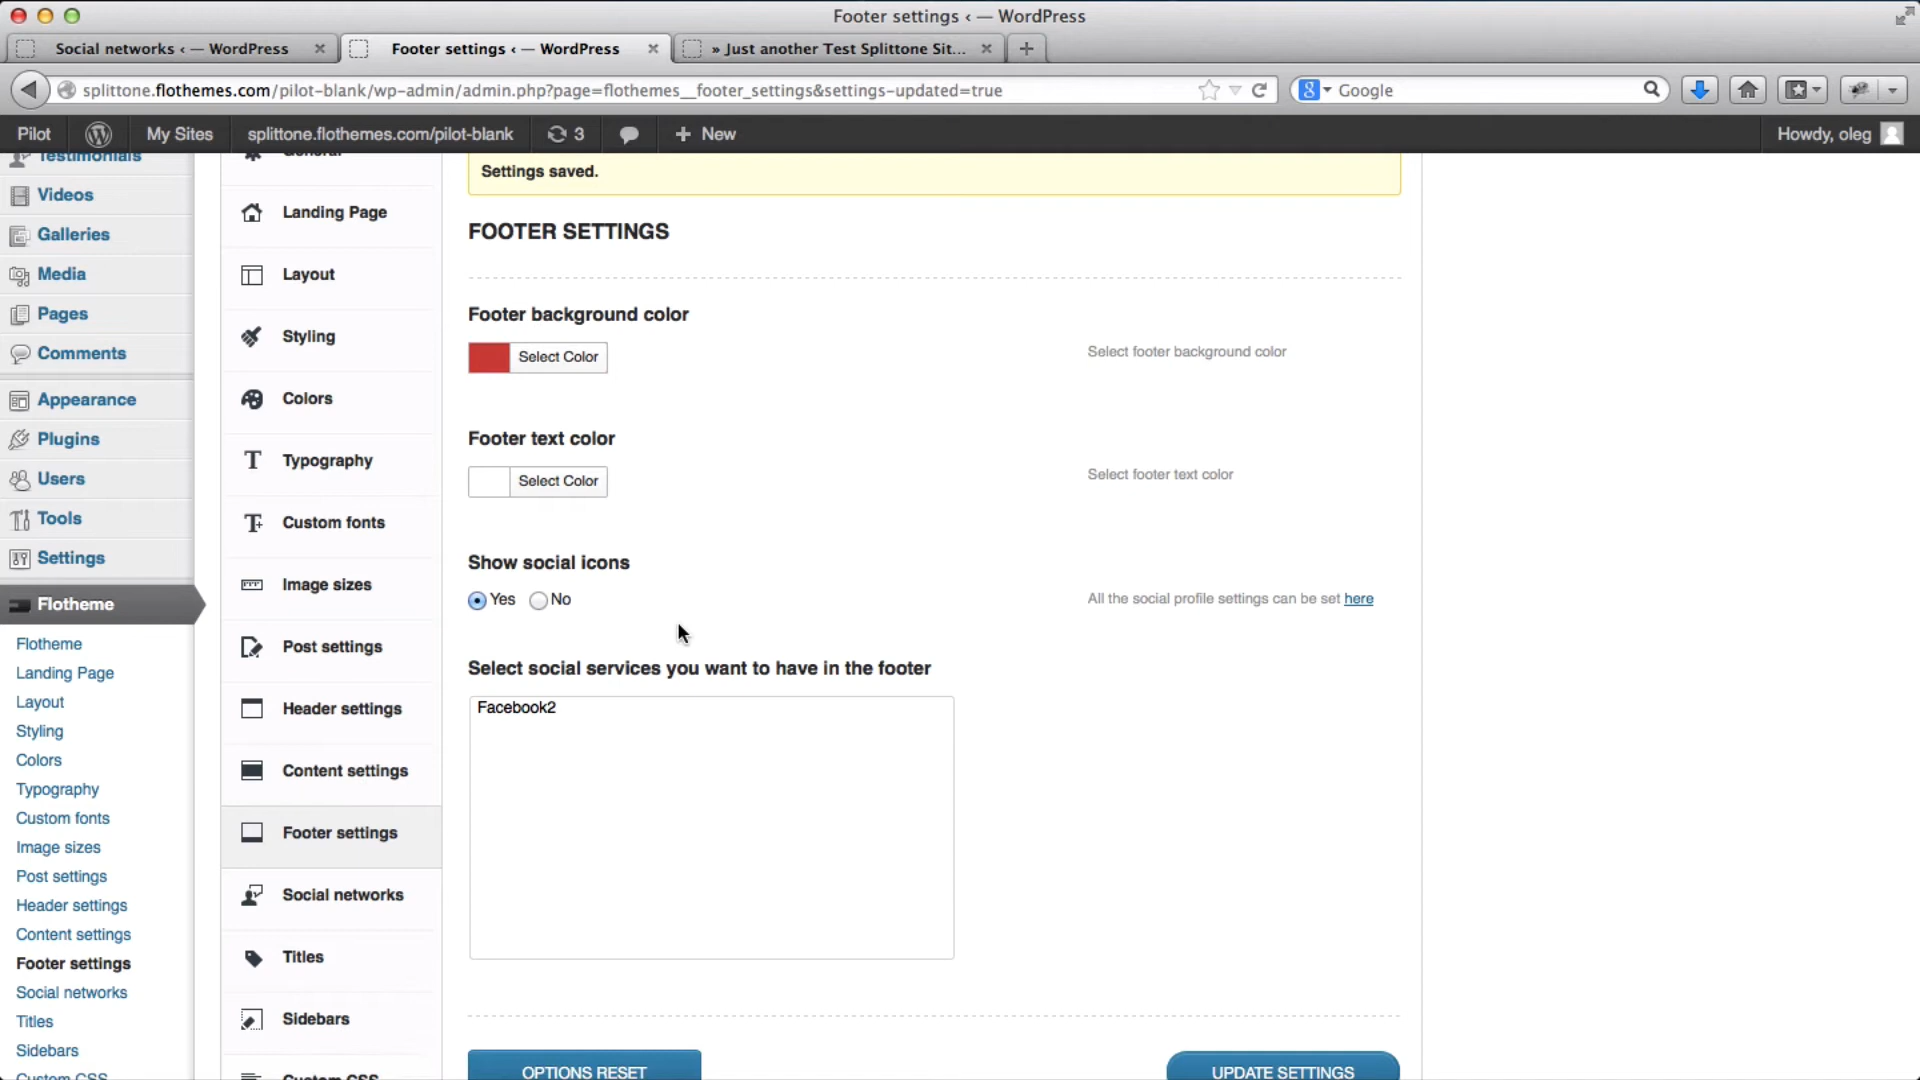 Footer settings ‹ — WordPress
Social networks ‹ — WordPress
Footer settings ‹ — WordPress
» Just another Test Splittone Sit...
splittone.flothemes.com/pilot-blank/wp-admin/admin.php?page=flothemes__footer_settings&settings-updated=true
Google
Pilot
My Sites
splittone.flothemes.com/pilot-blank
3
New
Howdy, oleg
Testimonials
Videos
Galleries
Media
Pages
Comments
Appearance
Plugins
Users
Tools
Settings
Flotheme
Flotheme
Landing Page
Layout
Styling
Colors
Typography
Custom fonts
Image sizes
Post settings
Header settings
Content settings
Footer settings
Social networks
Titles
Sidebars
Custom CSS
General
Landing Page
Layout
Styling
Colors
Typography
Custom fonts
Image sizes
Post settings
Header settings
Content settings
Footer settings
Social networks
Titles
Sidebars
Custom CSS
Settings saved.
FOOTER SETTINGS
Footer background color
Select Color
Select footer background color
Footer text color
Select Color
Select footer text color
Show social icons
Yes No
All the social profile settings can be set here
Select social services you want to have in the footer
Facebook2
OPTIONS RESET
UPDATE SETTINGS